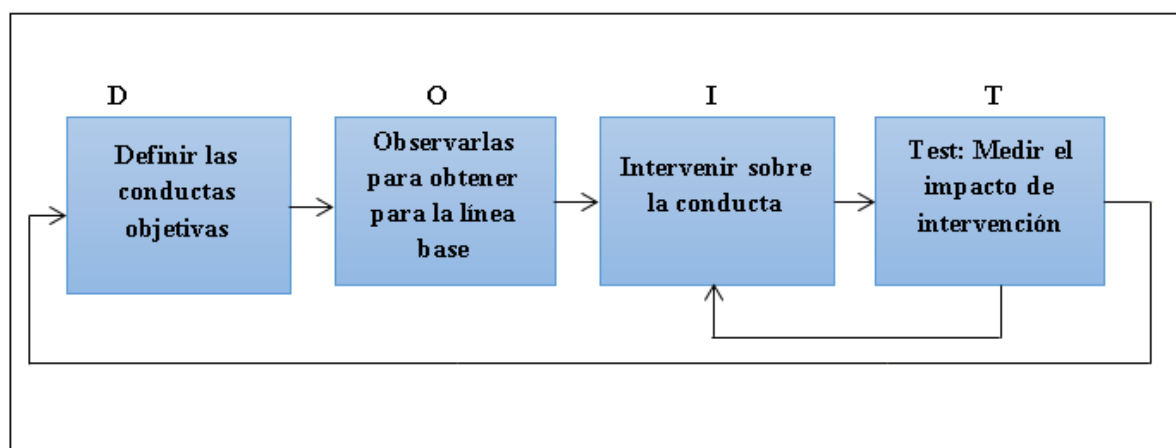 D
Definir las
conductas
objetivas
O
Observarlas
para obtener
para la línea
base
I
Intervenir sobre
la conducta
T
Test: Medir el
impacto de
intervención